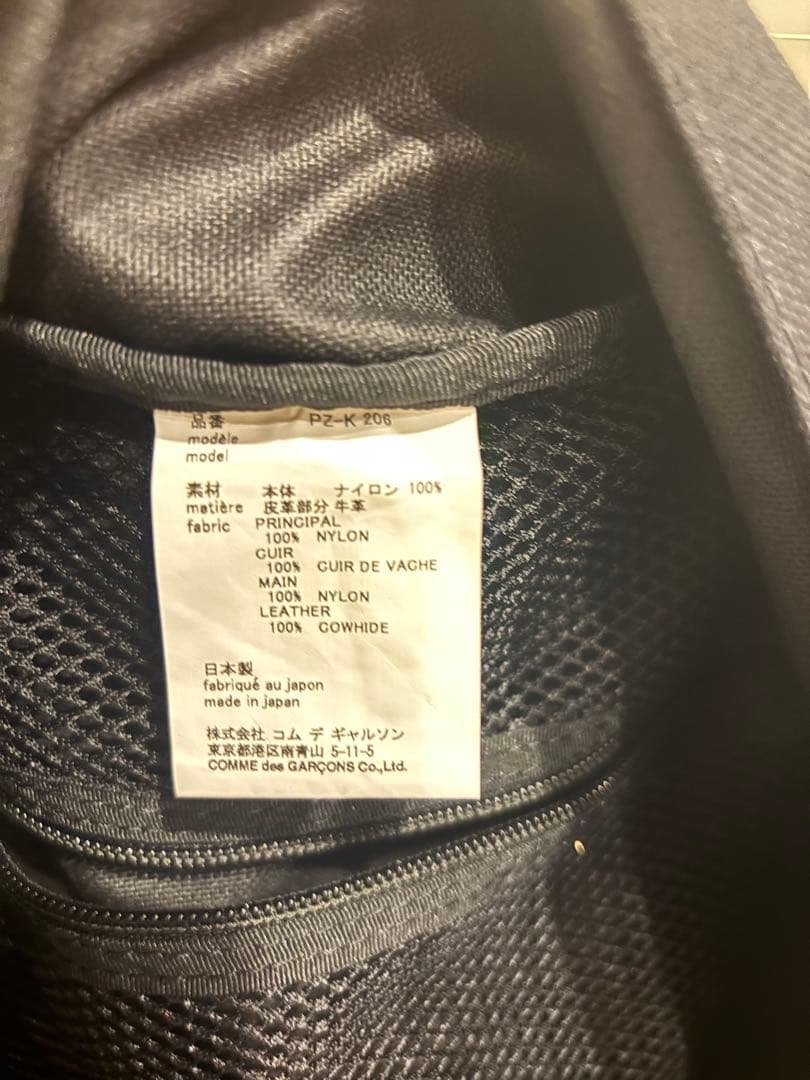 品番 PZ-K 206
modèle
model
素材 本体 ナイロン 100%
matière 皮革部分 牛革
fabric PRINCIPAL
100% NYLON
CUIR
100% CUIR DE VACHE
MAIN
100% NYLON
LEATHER
100% COWHIDE
日本製
fabriqué au japon
made in japan
株式会社 コム デ ギャルソン
東京都港区南青山 5-11-5
COMME des GARÇONS Co.,Ltd.